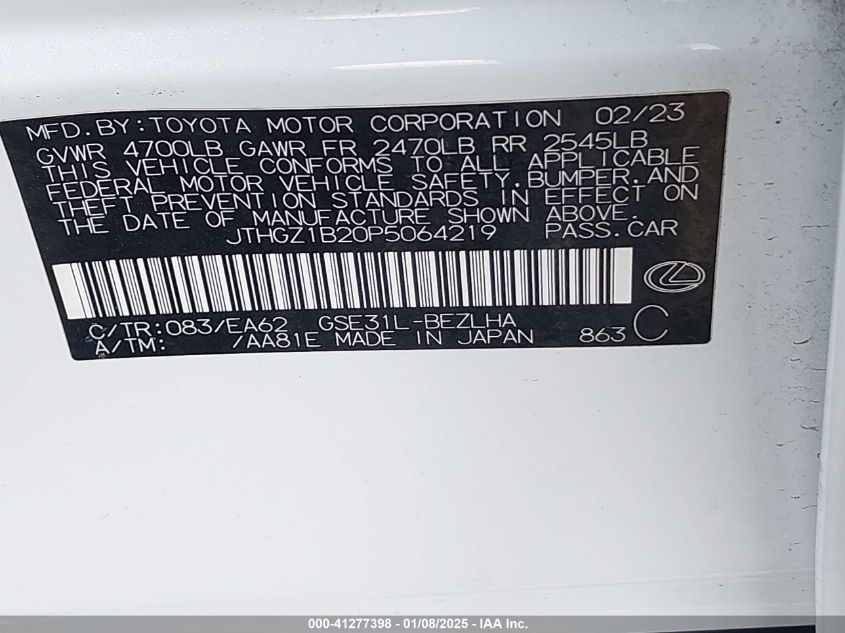 MFD.BY:TOYOTA MOTOR CORPORATION 02/23
GVWR 4700LB GAWR FR 2470LB RR 2545LB
THIS VEHICLE CONFORMS TO ALL APPLICABLE
FEDERAL MOTOR VEHICLE SAFETY,BUMPER,AND
THEFT PREVENTION STANDARDS IN EFFECT ON
THE DATE OF MANUFACTURE SHOWN ABOVE.
JTHGZ1B20P5064219 PASS.CAR
C/TR:083/EA62 GSE31L-BEZLHA
A/TM: /AA81E MADE IN JAPAN 863 C
000-41277398 - 01/08/2025 - IAA Inc.